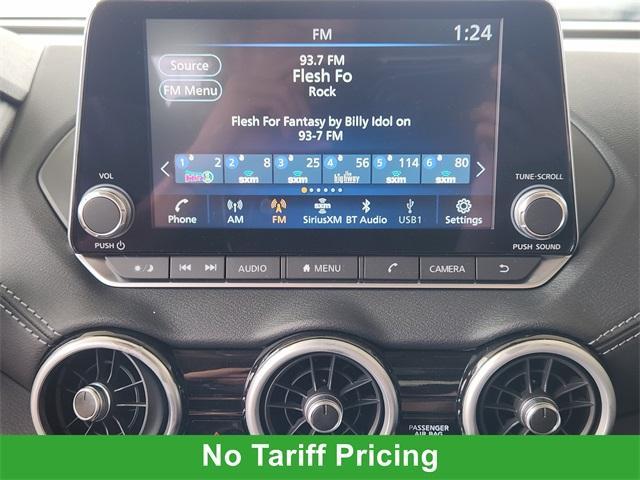 FM
1:24
Source
FM Menu
93.7 FM
Flesh Fo
Rock
Flesh For Fantasy by Billy Idol on
93-7 FM
1 2
2 8
sxm
3 25
sxm
4 56
the highway
5 114
sxm
6 80
sxm
Phone
AM
FM
sxm
SiriusXM
BT Audio
USB1
Settings
VOL
PUSH
TUNE-SCROLL
PUSH SOUND
AUDIO
MENU
CAMERA
PASSENGER
AIR BAG
No Tariff Pricing